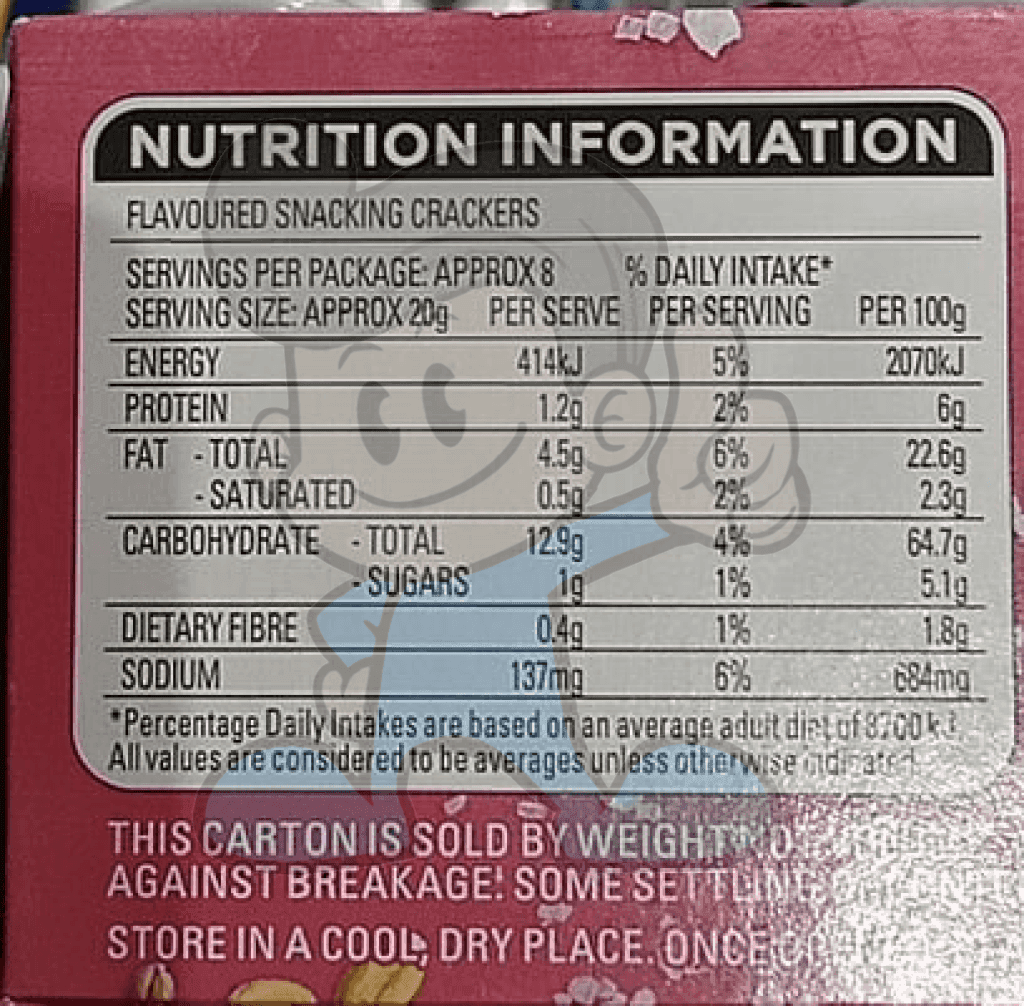 NUTRITION INFORMATION
FLAVOURED SNACKING CRACKERS
SERVINGS PER PACKAGE: APPROX 8 % DAILY INTAKE*
SERVING SIZE: APPROX 20g PER SERVE PER SERVING PER 100g
ENERGY 414kJ 5% 2070kJ
PROTEIN 1.2g 2% 6g
FAT - TOTAL 4.5g 6% 22.6g
- SATURATED 0.5g 2% 2.3g
CARBOHYDRATE - TOTAL 12.9g 4% 64.7g
- SUGARS 1g 1% 5.1g
DIETARY FIBRE 0.4g 1% 1.8g
SODIUM 137mg 6% 684mg
*Percentage Daily Intakes are based on an average adult diet of 8700 kJ.
All values are considered to be averages unless otherwise indicated.
THIS CARTON IS SOLD BY WEIGHT
AGAINST BREAKAGE. SOME SETTLING
STORE IN A COOL, DRY PLACE. ONCE